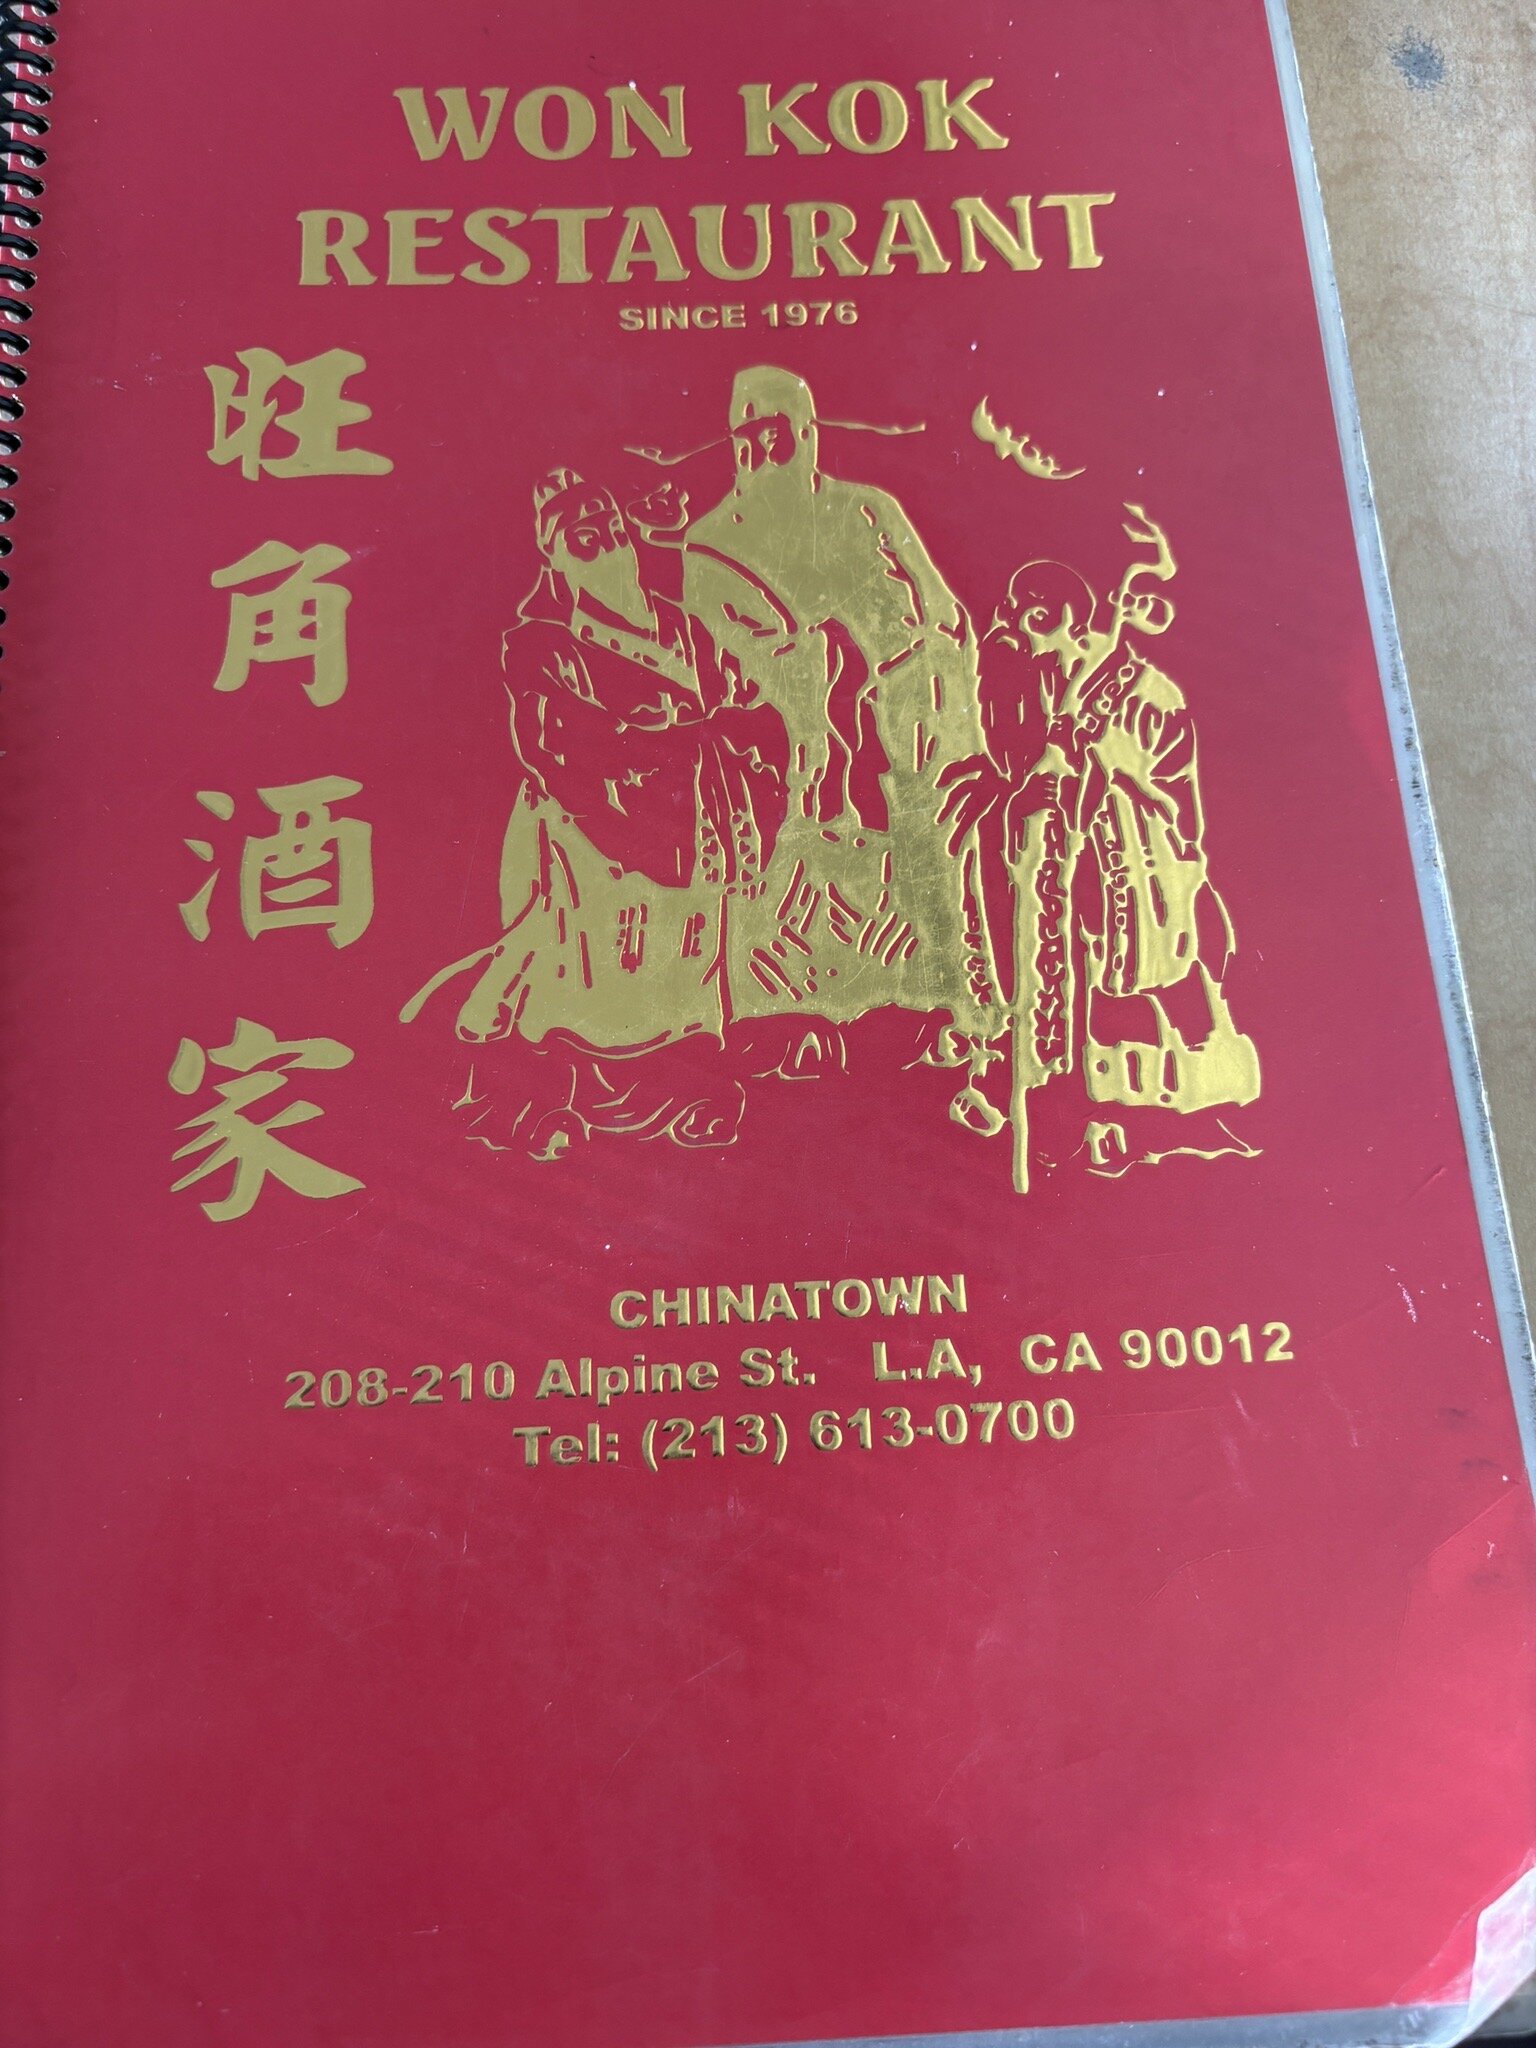 WON KOK
RESTAURANT
SINCE 1976
旺角酒家
CHINATOWN
208-210 Alpine St. L.A, CA 90012
Tel: (213) 613-0700